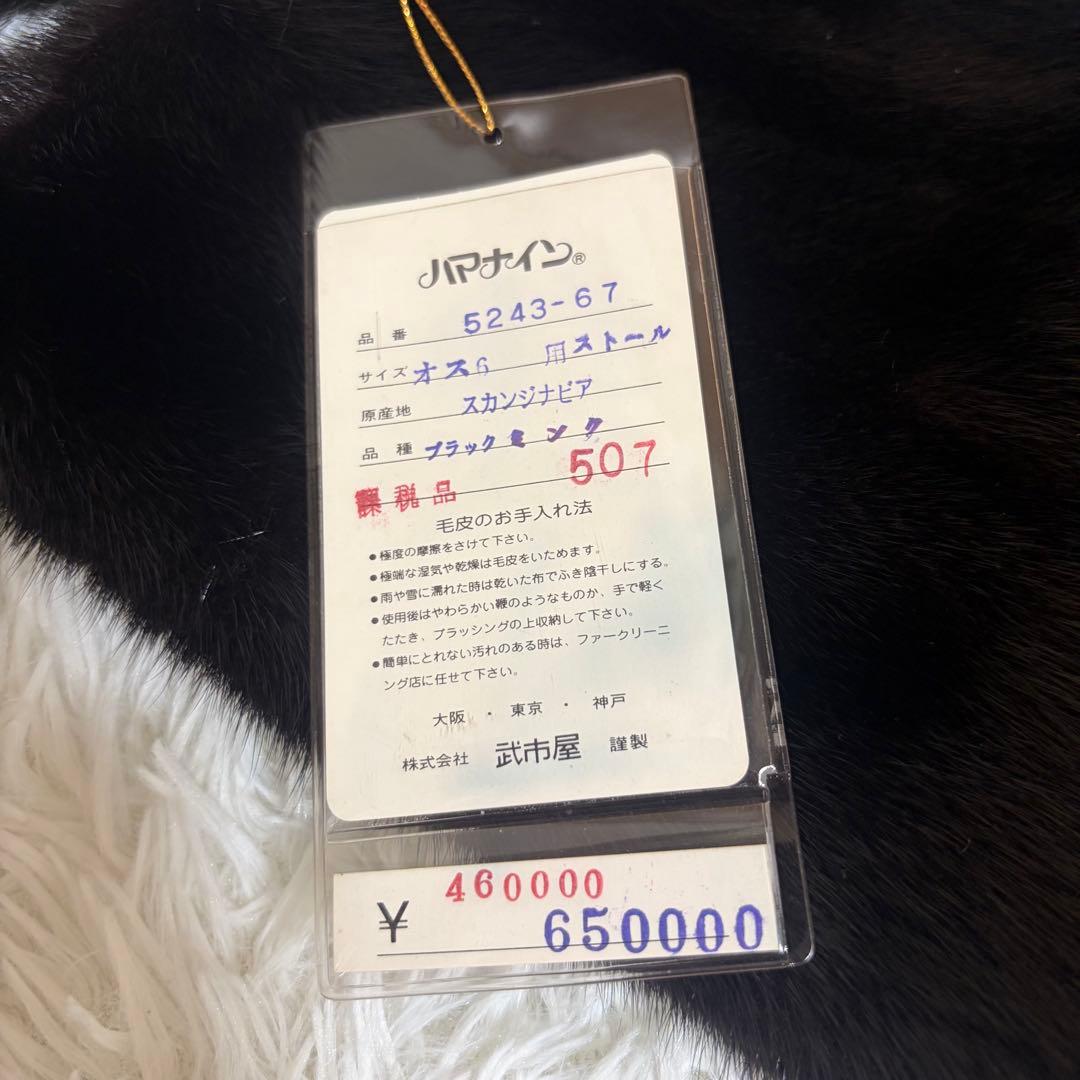 ハマナイン®
品番 5243-67
サイズ オス6 用ストール
原産地 スカンジナビア
品種 ブラックミンク
課税品 507
毛皮のお手入れ法
●極度の摩擦をさけて下さい。
●極端な湿気や乾燥は毛皮をいためます。
●雨や雪に濡れた時は乾いた布でふき陰干しにする。
●使用後はやわらかい鞭のようなものか、手で軽く
たたき、ブラッシングの上収納して下さい。
●簡単にとれない汚れのある時は、ファークリーニ
ング店に任せて下さい。
大阪・東京・神戸
株式会社 武市屋 謹製
460000
¥ 650000